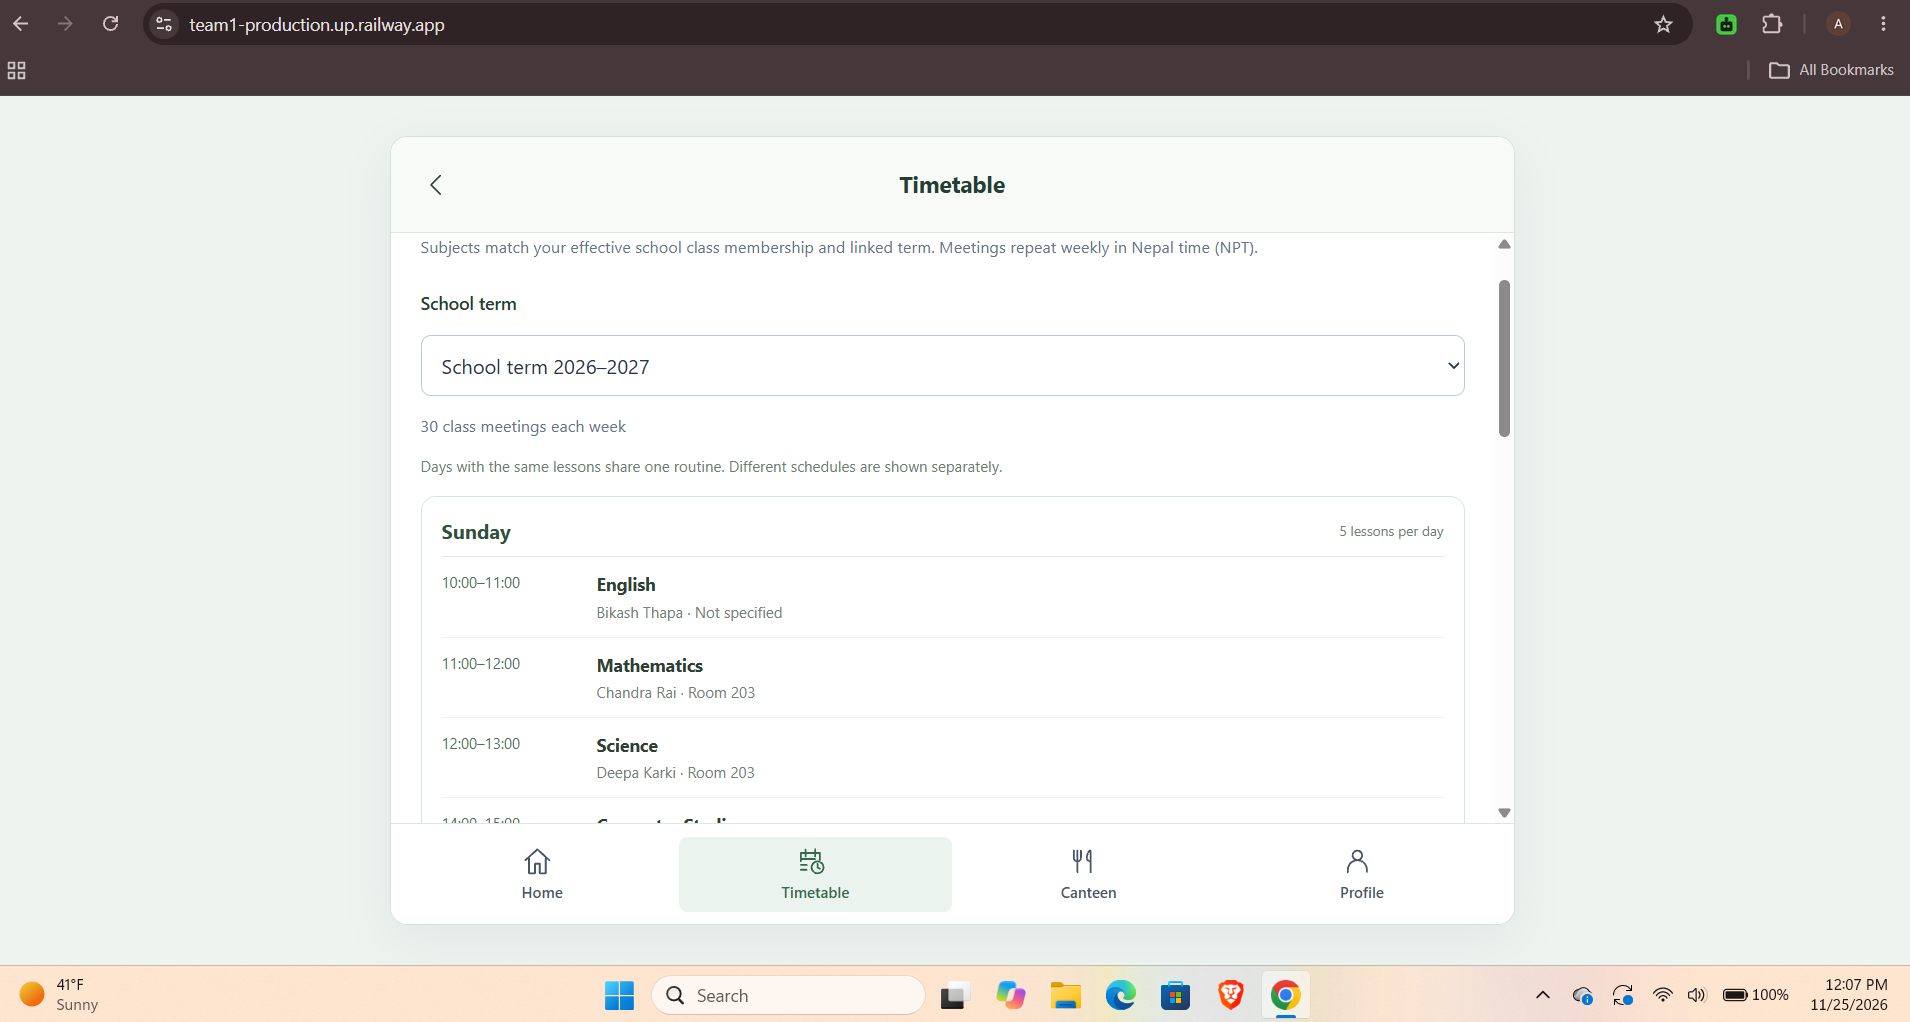 team1-production.up.railway.app
A
All Bookmarks
Timetable
Subjects match your effective school class membership and linked term. Meetings repeat weekly in Nepal time (NPT).
School term
School term 2026–2027
30 class meetings each week
Days with the same lessons share one routine. Different schedules are shown separately.
Sunday
5 lessons per day
10:00–11:00
English
Bikash Thapa · Not specified
11:00–12:00
Mathematics
Chandra Rai · Room 203
12:00–13:00
Science
Deepa Karki · Room 203
Home
Timetable
Canteen
Profile
41°F
Sunny
Search
100%
12:07 PM
11/25/2026